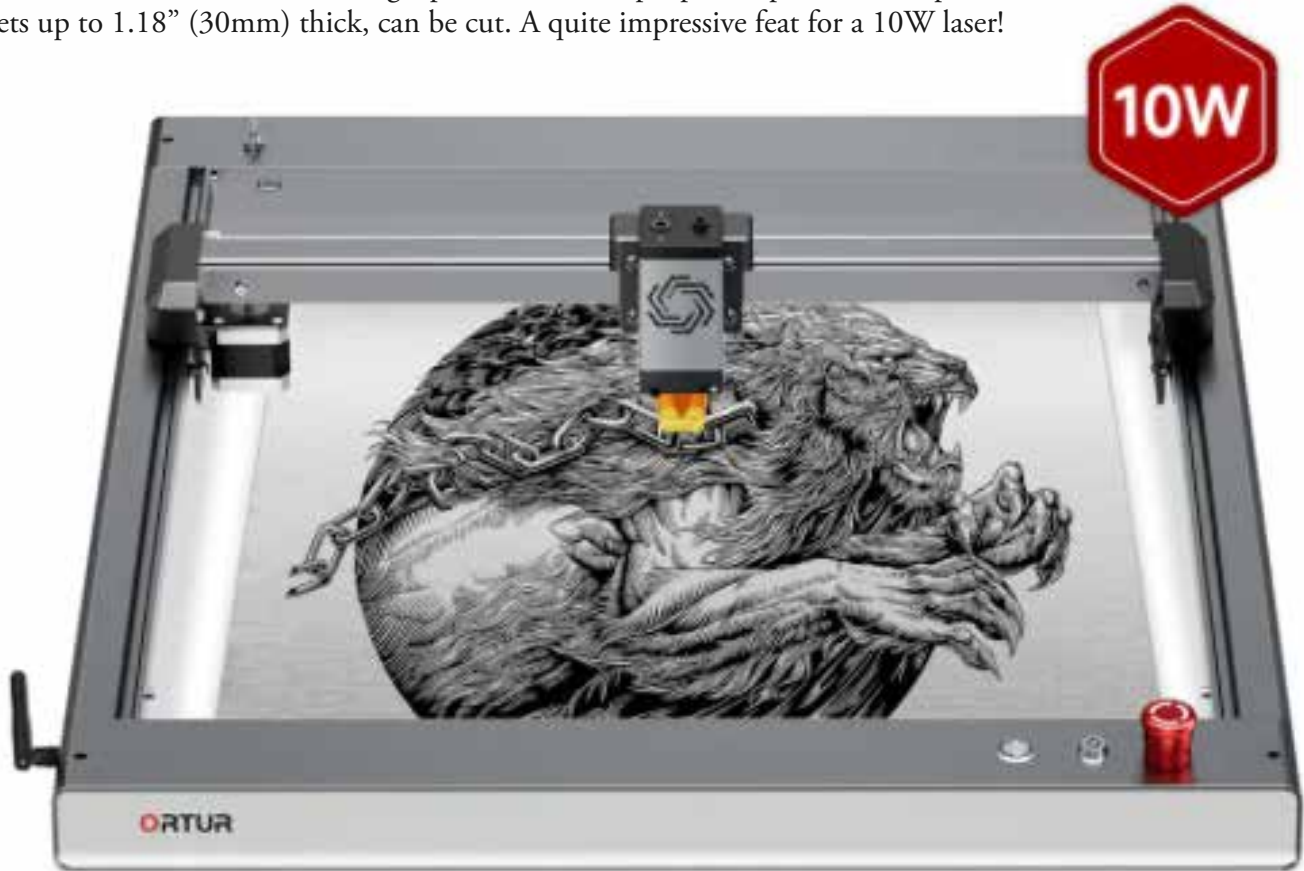 ets up to 1.18” (30mm) thick, can be cut. A quite impressive feat for a 10W laser!
10W
ORTUR